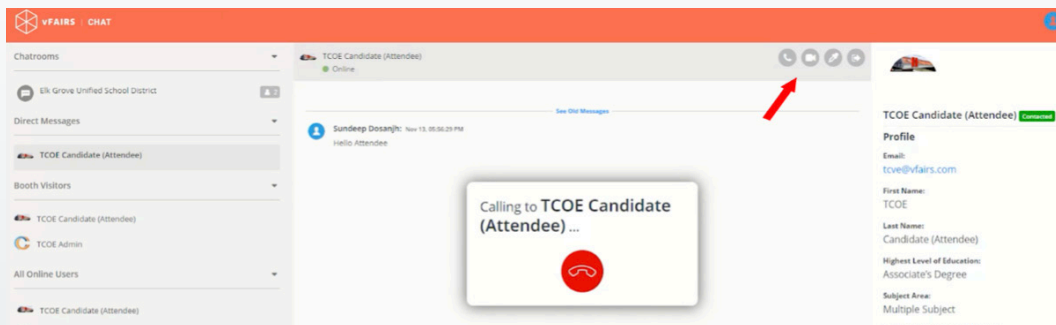 vFAIRS | CHAT
Chatrooms
Elk Grove Unified School District
2
Direct Messages
TCOE Candidate (Attendee)
Booth Visitors
TCOE Candidate (Attendee)
TCOE Admin
All Online Users
TCOE Candidate (Attendee)
TCOE Candidate (Attendee)
Online
See Old Messages
Sundeep Dosanjh: Nov 13, 05:56:29 PM
Hello Attendee
Calling to TCOE Candidate
(Attendee) ...
TCOE Candidate (Attendee) Contacted
Profile
Email:
tcve@vfairs.com
First Name:
TCOE
Last Name:
Candidate (Attendee)
Highest Level of Education:
Associate's Degree
Subject Area:
Multiple Subject